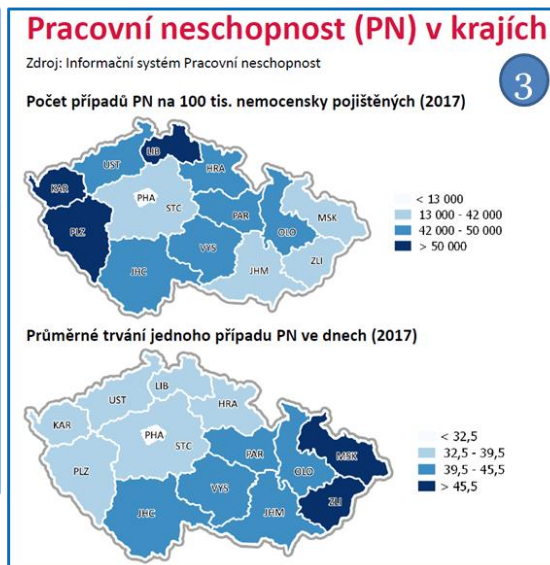 Pracovní neschopnost (PN) v krajích
Zdroj: Informační systém Pracovní neschopnost
3
Počet případů PN na 100 tis. nemocensky pojištěných (2017)
LIB
UST
HRA
KAR
PHA
STC
PAR
MSK
PLZ
OLO
VYS
ZLI
JHC
JHM
< 13 000
13 000 - 42 000
42 000 - 50 000
> 50 000
Průměrné trvání jednoho případu PN ve dnech (2017)
LIB
UST
HRA
KAR
PHA
STC
PAR
MSK
PLZ
OLO
VYS
ZLI
JHC
JHM
< 32,5
32,5 - 39,5
39,5 - 45,5
> 45,5